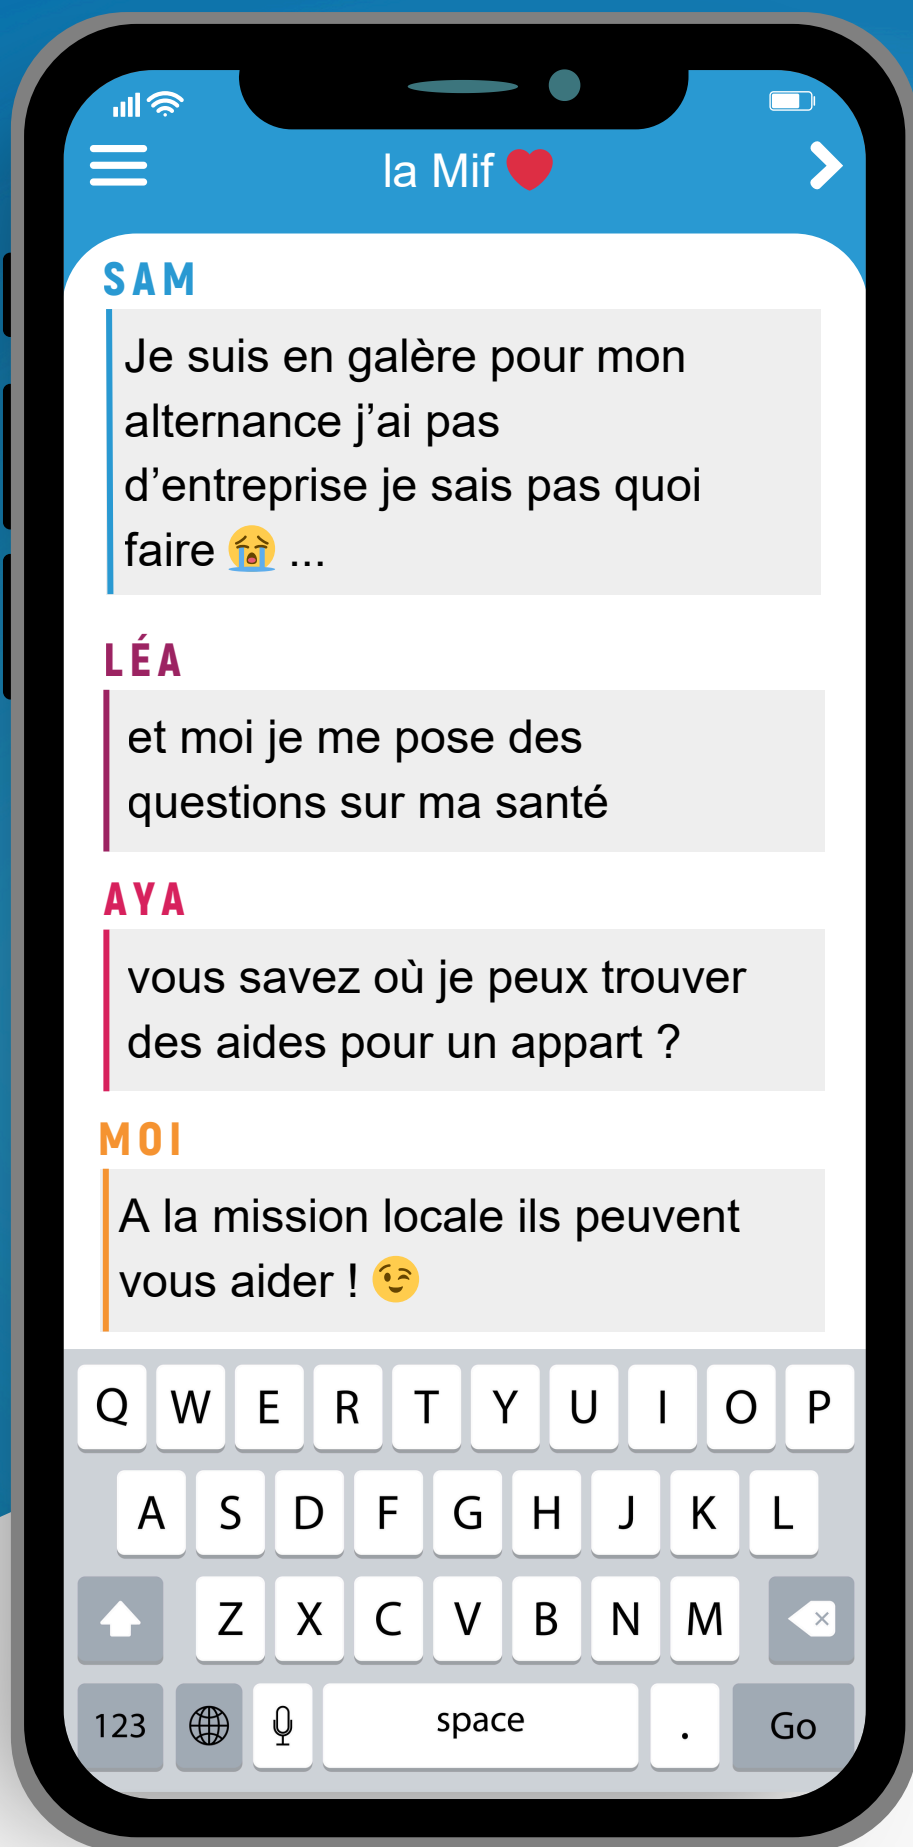 la Mif ❤️
SAM
Je suis en galère pour mon
alternance j’ai pas
d’entreprise je sais pas quoi
faire 😭 ...
LÉA
et moi je me pose des
questions sur ma santé
AYA
vous savez où je peux trouver
des aides pour un appart ?
MOI
A la mission locale ils peuvent
vous aider ! 😉
Q W E R T Y U I O P
A S D F G H J K L
Z X C V B N M
123 space . Go